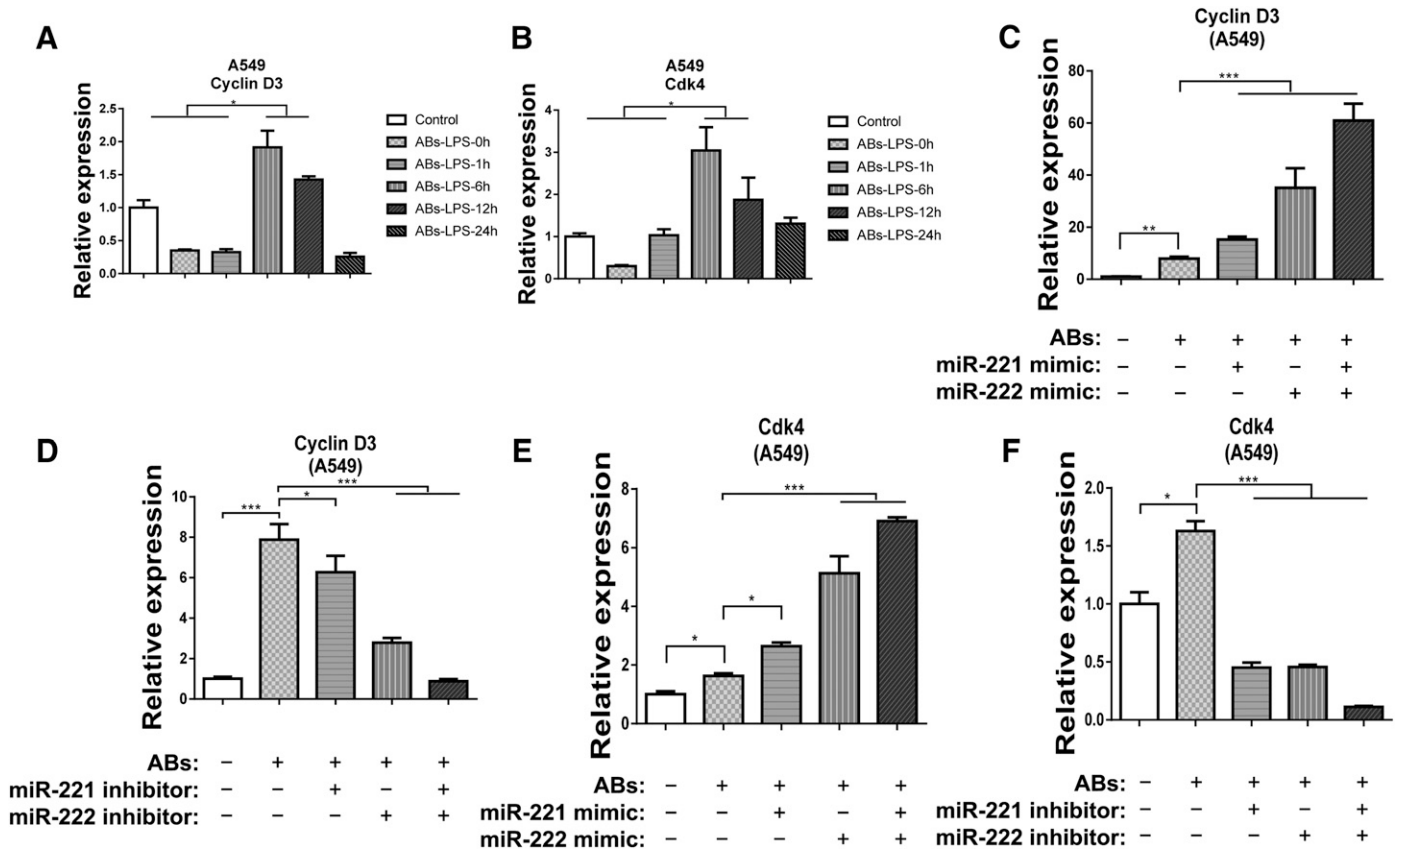 A
A549
Cyclin D3
Relative expression
2.5
2.0
1.5
1.0
0.5
0.0
*
Control
ABs-LPS-0h
ABs-LPS-1h
ABs-LPS-6h
ABs-LPS-12h
ABs-LPS-24h
B
A549
Cdk4
Relative expression
4
3
2
1
0
*
Control
ABs-LPS-0h
ABs-LPS-1h
ABs-LPS-6h
ABs-LPS-12h
ABs-LPS-24h
C
Cyclin D3
(A549)
Relative expression
80
60
40
20
0
**
***
ABs: – + + + +
miR-221 mimic: – – + – +
miR-222 mimic: – – – + +
D
Cyclin D3
(A549)
Relative expression
10
8
6
4
2
0
***
*
***
ABs: – + + + +
miR-221 inhibitor: – – + – +
miR-222 inhibitor: – – – + +
E
Cdk4
(A549)
Relative expression
8
6
4
2
0
*
*
***
ABs: – + + + +
miR-221 mimic: – – + – +
miR-222 mimic: – – – + +
F
Cdk4
(A549)
Relative expression
2.0
1.5
1.0
0.5
0.0
*
***
ABs: – + + + +
miR-221 inhibitor: – – + – +
miR-222 inhibitor: – – – + +